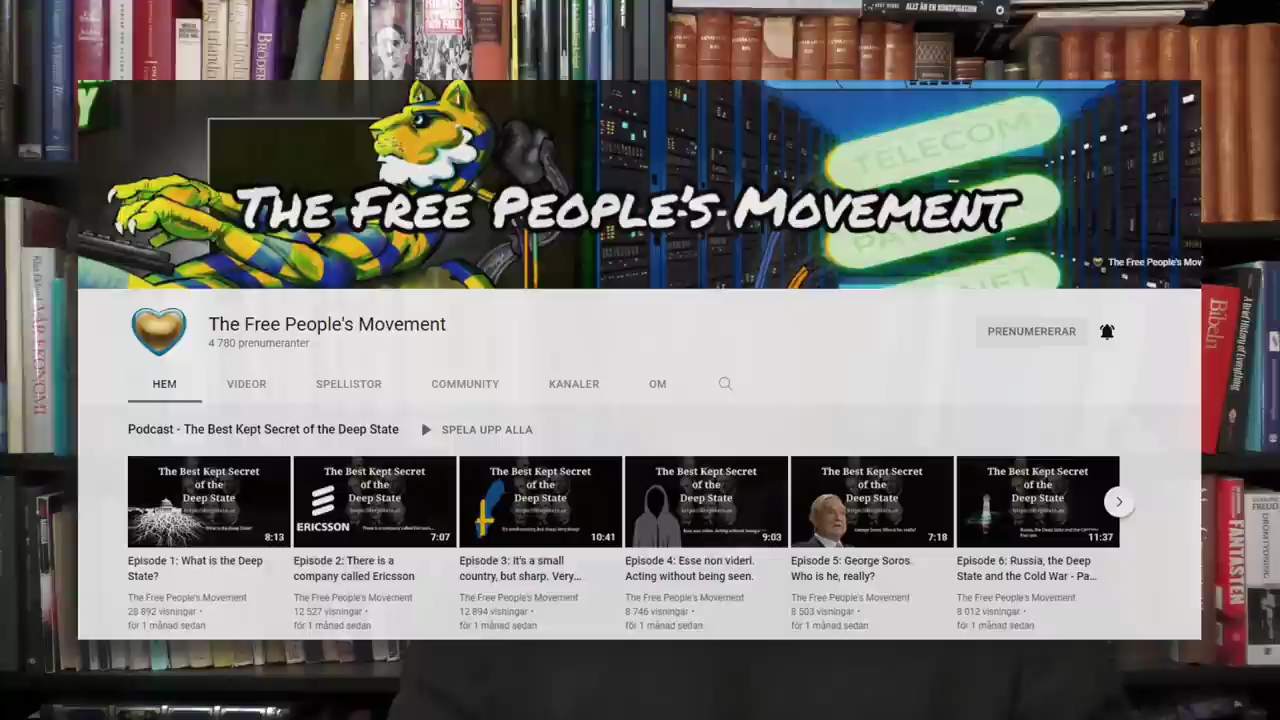 ALLT ÄR EN KONSPIRATION
BRODER
TELECOM
THE FREE PEOPLE'S MOVEMENT
The Free People's Mov
The Free People's Movement
4 780 prenumeranter
PRENUMERERAR
HEM VIDEOR SPELLISTOR COMMUNITY KANALER OM
Podcast - The Best Kept Secret of the Deep State SPELA UPP ALLA
The Best Kept Secret
of the
Deep State
8:13
The Best Kept Secret
of the
Deep State
ERICSSON
7:07
The Best Kept Secret
of the
Deep State
10:41
The Best Kept Secret
of the
Deep State
9:03
The Best Kept Secret
of the
Deep State
7:18
The Best Kept Secret
of the
Deep State
11:37
Episode 1: What is the Deep
State?
The Free People's Movement
28 892 visningar •
för 1 månad sedan
Episode 2: There is a
company called Ericsson
The Free People's Movement
12 527 visningar •
för 1 månad sedan
Episode 3: It's a small
country, but sharp. Very...
The Free People's Movement
12 894 visningar •
för 1 månad sedan
Episode 4: Esse non videri.
Acting without being seen.
The Free People's Movement
8 746 visningar •
för 1 månad sedan
Episode 5: George Soros.
Who is he, really?
The Free People's Movement
8 503 visningar •
för 1 månad sedan
Episode 6: Russia, the Deep
State and the Cold War - Pa...
The Free People's Movement
8 012 visningar •
för 1 månad sedan
Bibeln
A Brief History of Everything
FANTASTEN
FREUD